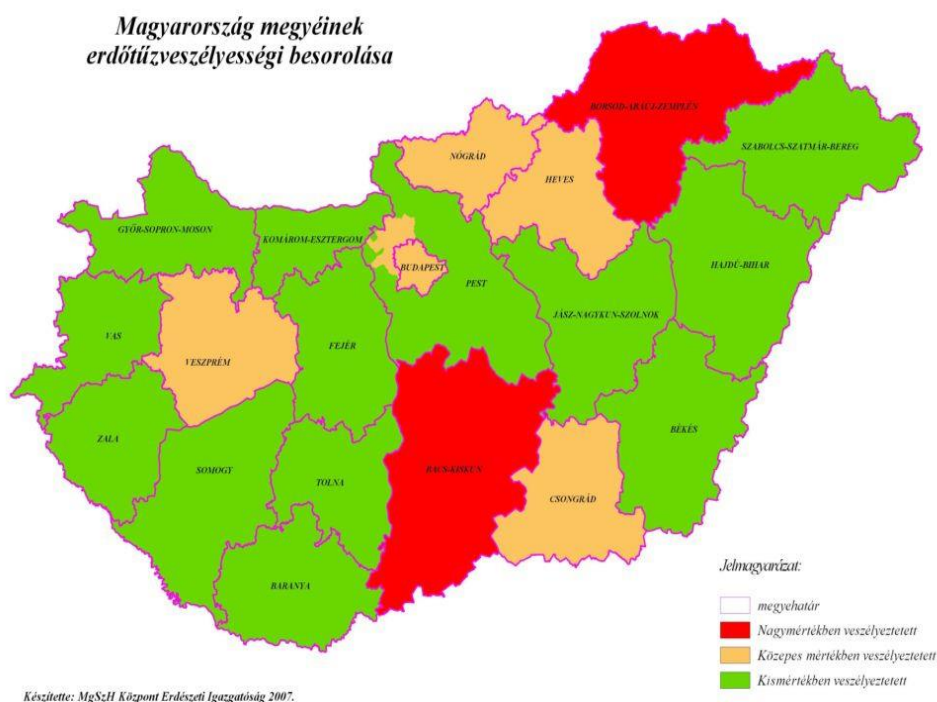 Magyarország megyéinek
erdőtűzveszélyességi besorolása
BORSOD-ABAÚJ-ZEMPLÉN
SZABOLCS-SZATMÁR-BEREG
NÓGRÁD
HEVES
GYŐR-SOPRON-MOSON
KOMÁROM-ESZTERGOM
BUDAPEST
PEST
HAJDÚ-BIHAR
JÁSZ-NAGYKUN-SZOLNOK
VAS
VESZPRÉM
FEJÉR
ZALA
SOMOGY
TOLNA
BÁCS-KISKUN
BÉKÉS
CSONGRÁD
BARANYA
Jelmagyarázat:
megyehatár
Nagymértékben veszélyeztetett
Közepes mértékben veszélyeztetett
Kismértékben veszélyeztetett
Készítette: MgSzH Központ Erdészeti Igazgatóság 2007.